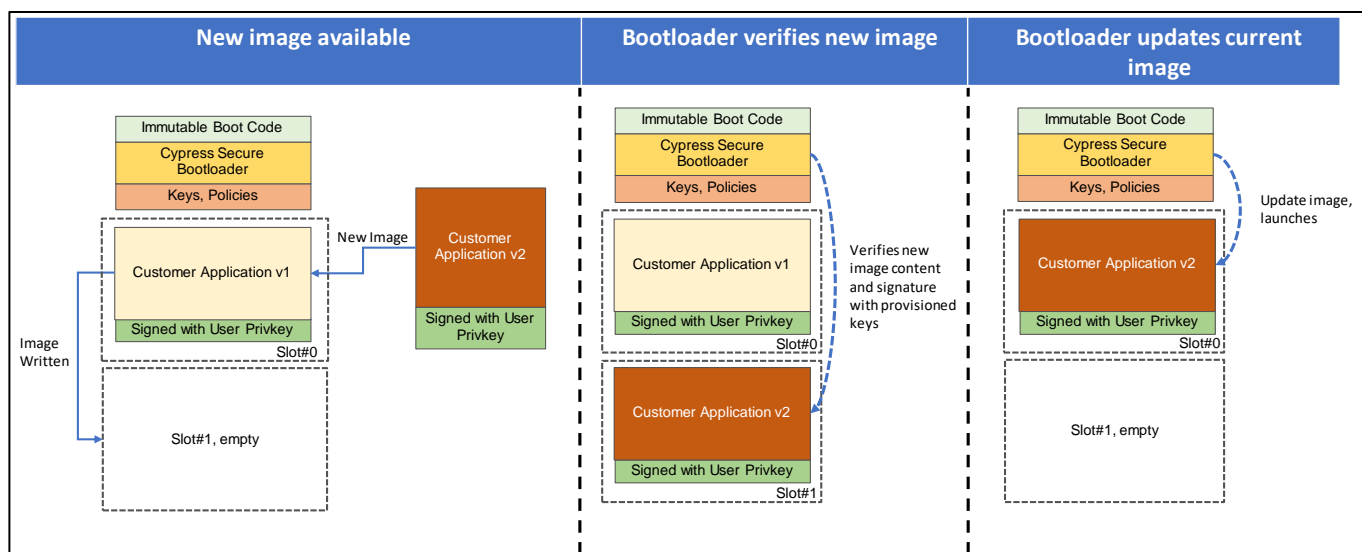 New image available
Immutable Boot Code
Cypress Secure
Bootloader
Keys, Policies
New Image
Customer
Application v2
Customer Application v1
Signed with User Privkey
Slot#0
Signed with User
Privkey
Image
Written
Slot#1, empty
Bootloader verifies new image
Immutable Boot Code
Cypress Secure
Bootloader
Keys, Policies
Customer Application v1
Signed with User Privkey
Slot#0
Verifies new
image content
and signature
with provisioned
keys
Customer Application v2
Signed with User Privkey
Slot#1
Bootloader updates current
image
Immutable Boot Code
Cypress Secure
Bootloader
Keys, Policies
Update image,
launches
Customer Application v2
Signed with User Privkey
Slot#0
Slot#1, empty